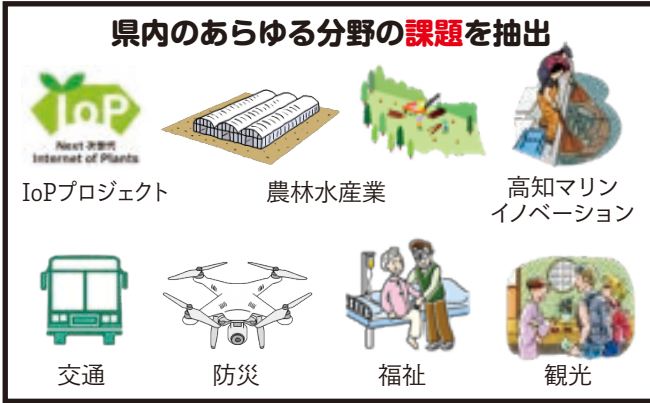 県内のあらゆる分野の課題を抽出
IoP
Next 次世代
Internet of Plants
IoPプロジェクト
農林水産業
高知マリン
イノベーション
交通
防災
福祉
観光